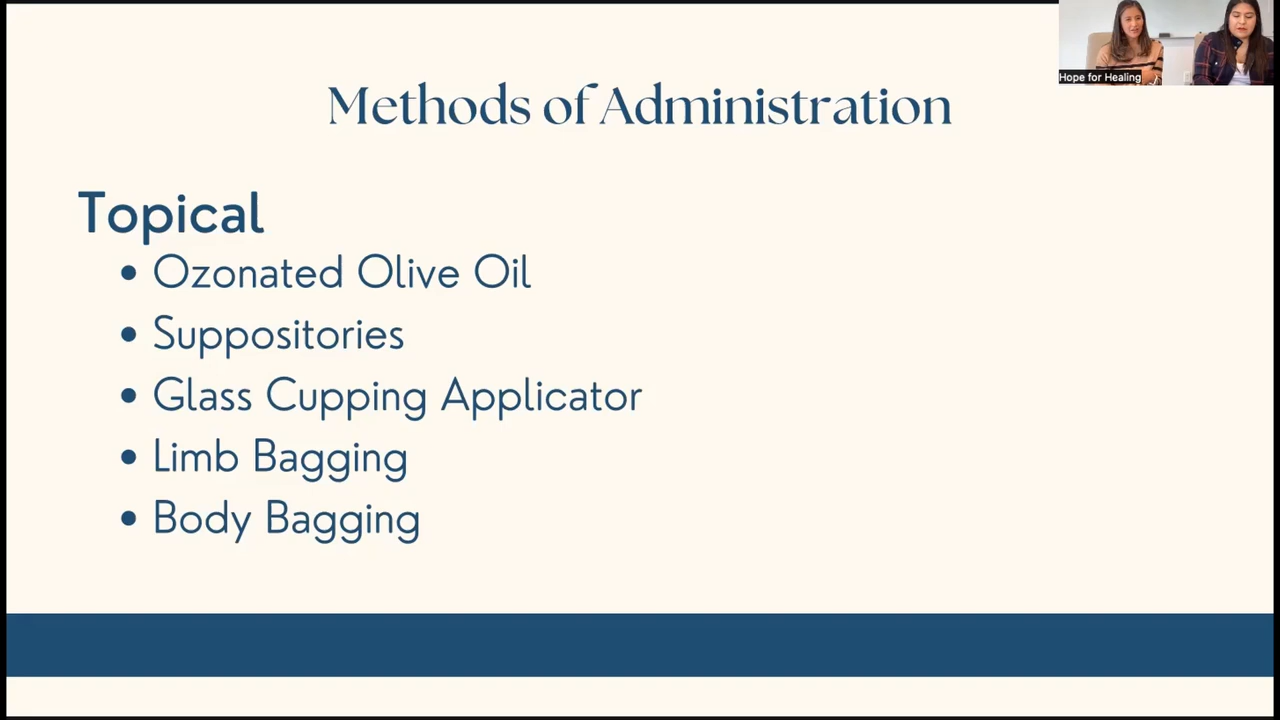 Hope for Healing
Methods of Administration
Topical
• Ozonated Olive Oil
• Suppositories
• Glass Cupping Applicator
• Limb Bagging
• Body Bagging